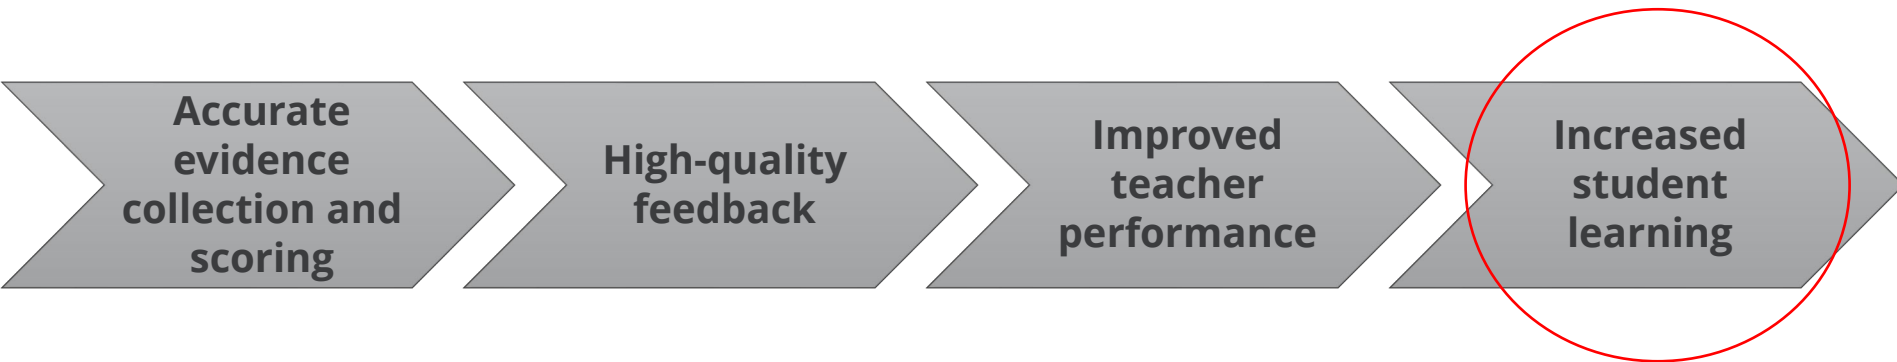 Accurate
evidence
collection and
scoring
High-quality
feedback
Improved
teacher
performance
Increased
student
learning